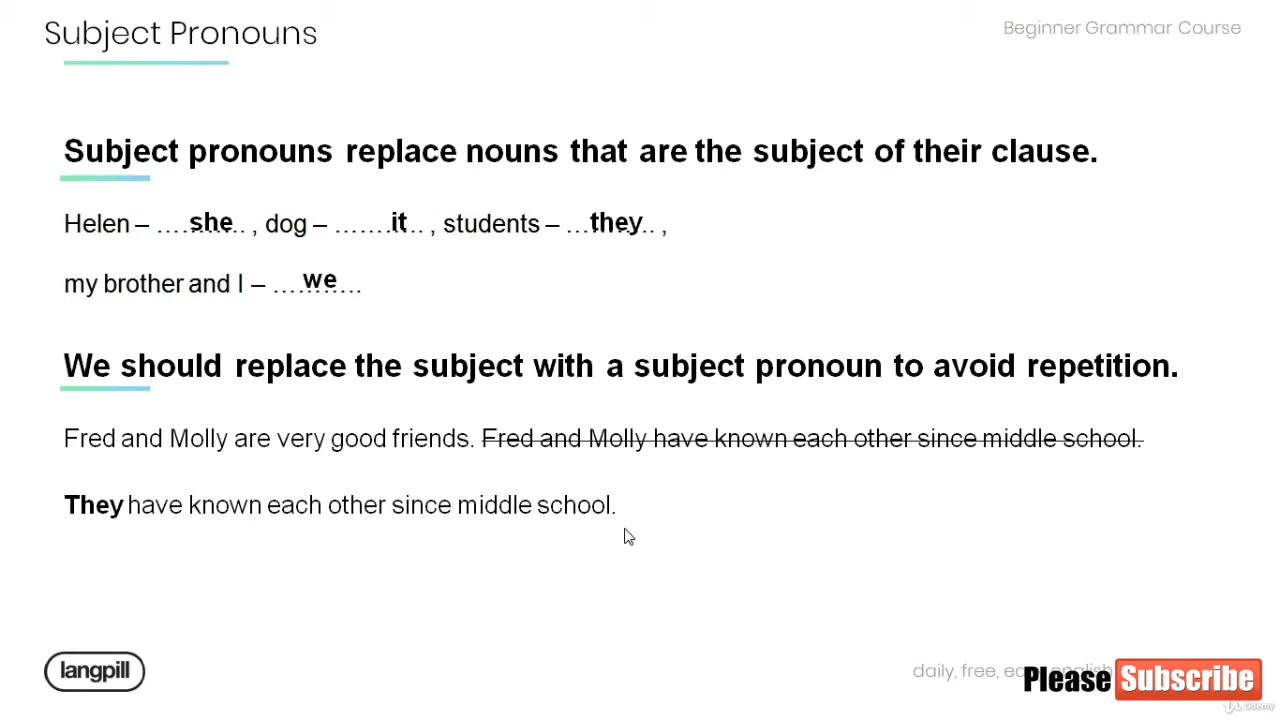 Subject Pronouns
Beginner Grammar Course
Subject pronouns replace nouns that are the subject of their clause.
Helen – ….she….. , dog – …….it.. , students – …they….. ,
my brother and I – …we……
We should replace the subject with a subject pronoun to avoid repetition.
Fred and Molly are very good friends. Fred and Molly have known each other since middle school.
They have known each other since middle school.
langpill
daily, free,
Please Subscribe
Udemy